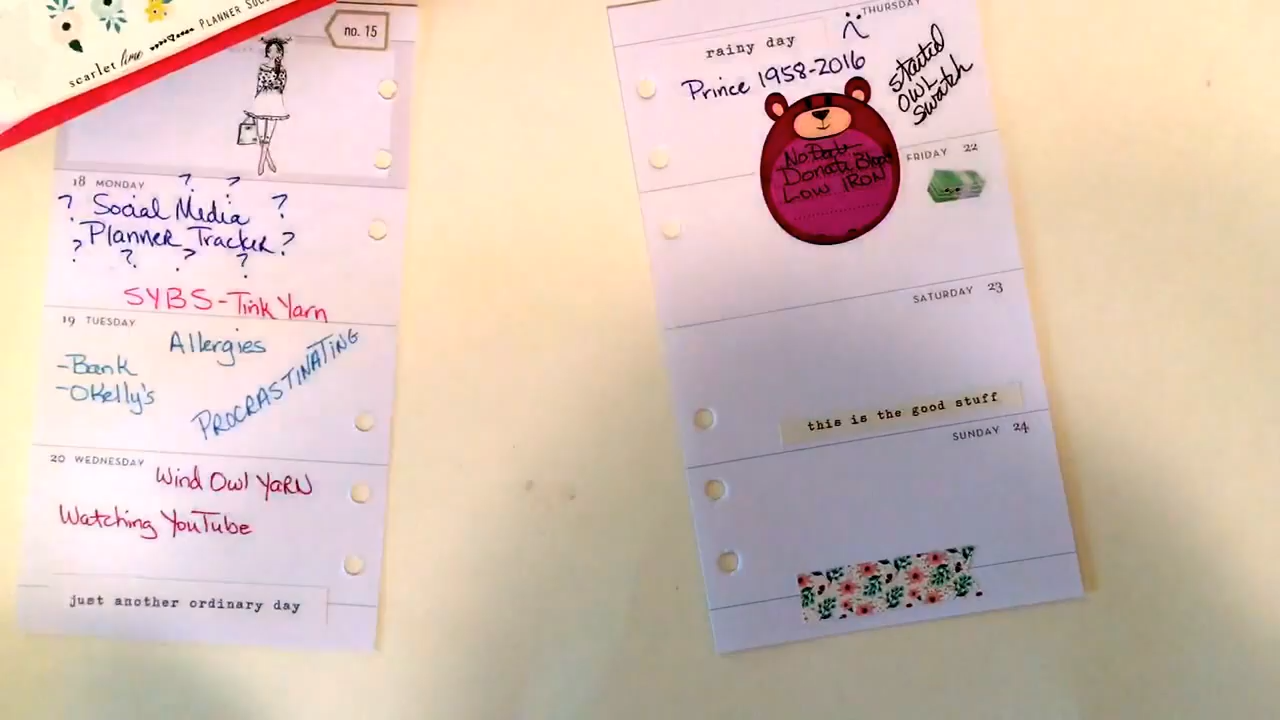 scarlet lime PLANNER
no. 15
18 MONDAY
? ?
? Social Media ?
? Planner Tracker ?
? ? ?
SYBS - Tink Yarn
19 TUESDAY
Allergies
-Bank
-OKelly's
PROCRASTINATING
20 WEDNESDAY
Wind Owl YARN
Watching YouTube
just another ordinary day
THURSDAY
rainy day
Prince 1958-2016
started
OWL
swatch
Donate Blood
LOW IRON
FRIDAY 22
SATURDAY 23
this is the good stuff
SUNDAY 24